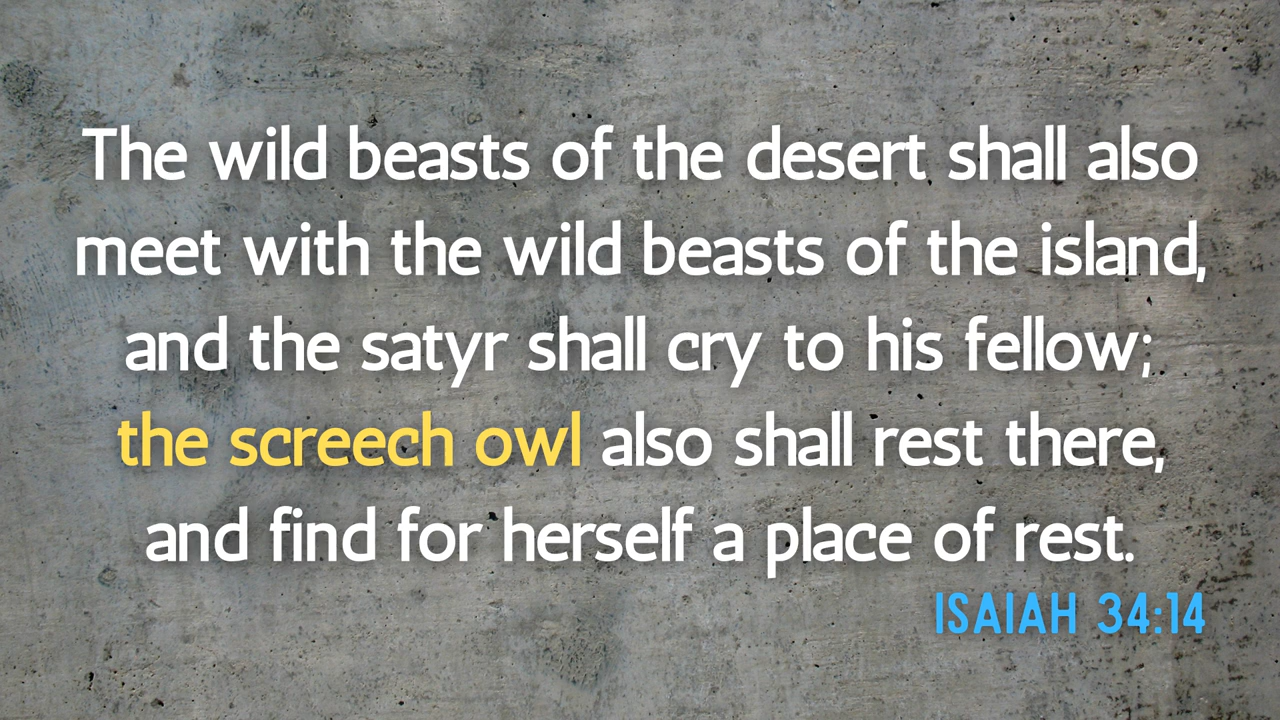 The wild beasts of the desert shall also
meet with the wild beasts of the island,
and the satyr shall cry to his fellow;
the screech owl also shall rest there,
and find for herself a place of rest.
ISAIAH 34:14